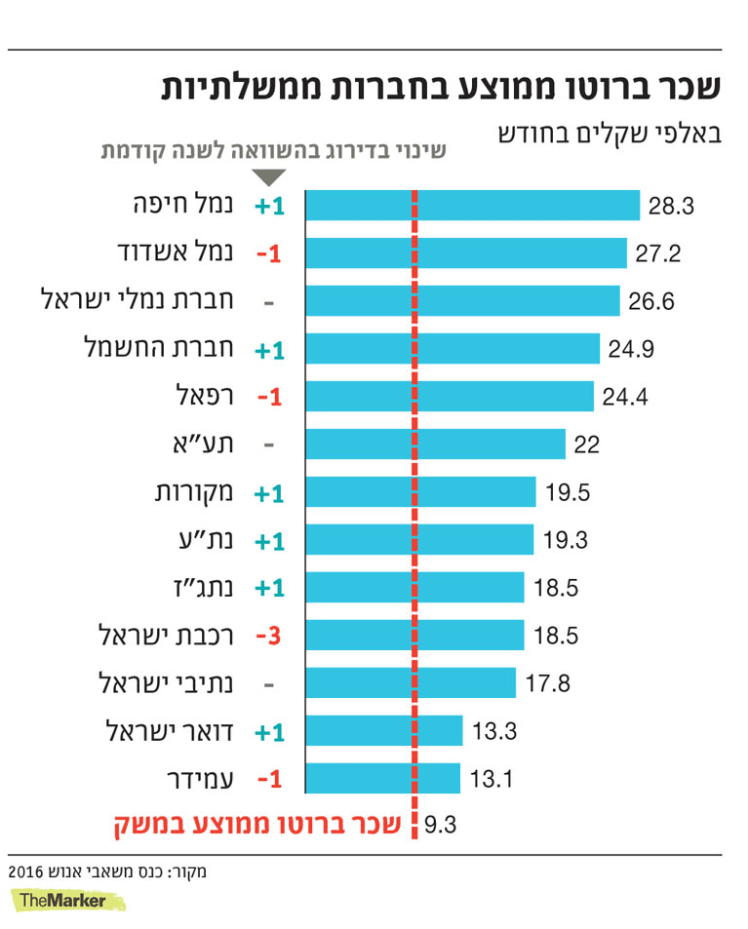 שכר ברוטו ממוצע בחברות ממשלתיות
באלפי שקלים בחודש
שינוי בדירוג בהשוואה לשנה קודמת
נמל חיפה +1 28.3
נמל אשדוד -1 27.2
חברת נמלי ישראל - 26.6
חברת החשמל +1 24.9
רפאל -1 24.4
תע"א - 22
מקורות +1 19.5
נת"ע +1 19.3
נתג"ז +1 18.5
רכבת ישראל -3 18.5
נתיבי ישראל - 17.8
דואר ישראל +1 13.3
עמידר -1 13.1
שכר ברוטו ממוצע במשק 9.3
מקור: כנס משאבי אנוש 2016
TheMarker